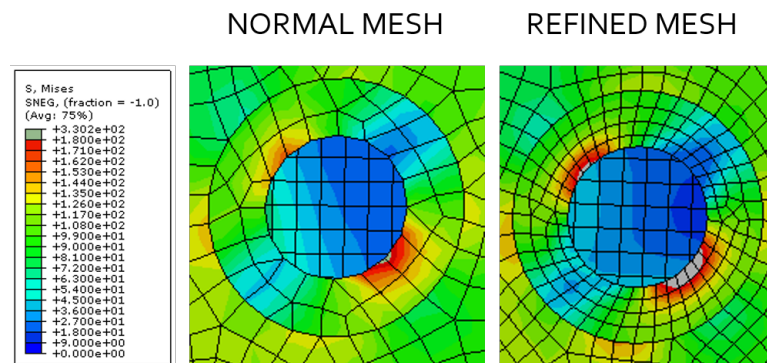 NORMAL MESH
REFINED MESH
S, Mises
SNEG, (fraction = -1.0)
(Avg: 75%)
+3.302e+02
+1.800e+02
+1.710e+02
+1.620e+02
+1.530e+02
+1.440e+02
+1.350e+02
+1.260e+02
+1.170e+02
+1.080e+02
+9.900e+01
+9.000e+01
+8.100e+01
+7.200e+01
+6.300e+01
+5.400e+01
+4.500e+01
+3.600e+01
+2.700e+01
+1.800e+01
+9.000e+00
+0.000e+00